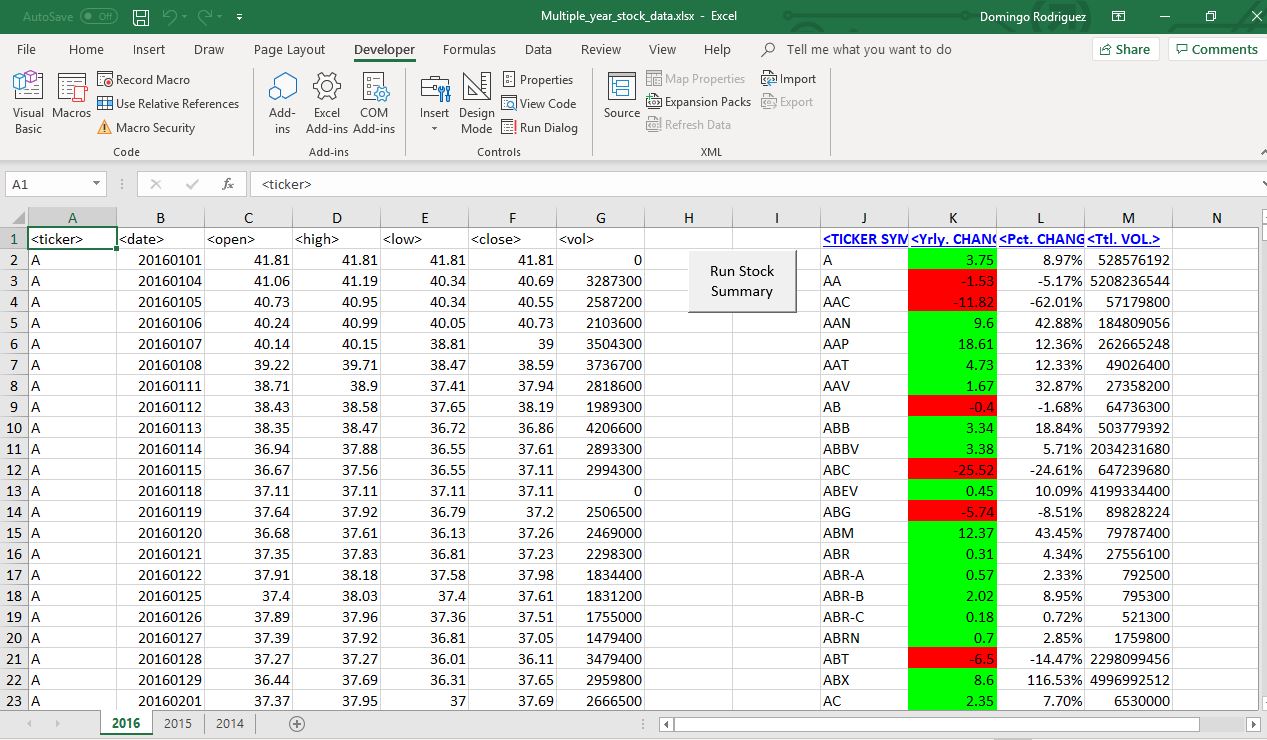 AutoSave Off Multiple_year_stock_data.xlsx - Excel Domingo Rodriguez
File Home Insert Draw Page Layout Developer Formulas Data Review View Help Tell me what you want to do Share Comments
Visual Basic
Macros
Record Macro
Use Relative References
Macro Security
Code
Add-ins
Excel Add-ins
COM Add-ins
Add-ins
Insert
Design Mode
Properties
View Code
Run Dialog
Controls
Source
Map Properties
Expansion Packs
Refresh Data
Import
Export
XML
A1 fx <ticker>
A B C D E F G H I J K L M N
1 <ticker> <date> <open> <high> <low> <close> <vol> <TICKER SYM <Yrly. CHANG <Pct. CHANG <Ttl. VOL.>
2 A 20160101 41.81 41.81 41.81 41.81 0 A 3.75 8.97% 528576192
Run Stock
Summary
3 A 20160104 41.06 41.19 40.34 40.69 3287300 AA -1.53 -5.17% 5208236544
4 A 20160105 40.73 40.95 40.34 40.55 2587200 AAC -11.82 -62.01% 57179800
5 A 20160106 40.24 40.99 40.05 40.73 2103600 AAN 9.6 42.88% 184809056
6 A 20160107 40.14 40.15 38.81 39 3504300 AAP 18.61 12.36% 262665248
7 A 20160108 39.22 39.71 38.47 38.59 3736700 AAT 4.73 12.33% 49026400
8 A 20160111 38.71 38.9 37.41 37.94 2818600 AAV 1.67 32.87% 27358200
9 A 20160112 38.43 38.58 37.65 38.19 1989300 AB -0.4 -1.68% 64736300
10 A 20160113 38.35 38.47 36.72 36.86 4206600 ABB 3.34 18.84% 503779392
11 A 20160114 36.94 37.88 36.55 37.61 2893300 ABBV 3.38 5.71% 2034231680
12 A 20160115 36.67 37.56 36.55 37.11 2994300 ABC -25.52 -24.61% 647239680
13 A 20160118 37.11 37.11 37.11 37.11 0 ABEV 0.45 10.09% 4199334400
14 A 20160119 37.64 37.92 36.79 37.2 2506500 ABG -5.74 -8.51% 89828224
15 A 20160120 36.68 37.61 36.13 37.26 2469000 ABM 12.37 43.45% 79787400
16 A 20160121 37.35 37.83 36.81 37.23 2298300 ABR 0.31 4.34% 27556100
17 A 20160122 37.91 38.18 37.58 37.98 1834400 ABR-A 0.57 2.33% 792500
18 A 20160125 37.4 38.03 37.4 37.61 1831200 ABR-B 2.02 8.95% 795300
19 A 20160126 37.89 37.96 37.36 37.51 1755000 ABR-C 0.18 0.72% 521300
20 A 20160127 37.39 37.92 36.81 37.05 1479400 ABRN 0.7 2.85% 1759800
21 A 20160128 37.27 37.27 36.01 36.11 3479400 ABT -6.5 -14.47% 2298099456
22 A 20160129 36.44 37.69 36.31 37.65 2959800 ABX 8.6 116.53% 4996992512
23 A 20160201 37.37 37.95 37 37.69 2666500 AC 2.35 7.70% 6530000
2016 2015 2014